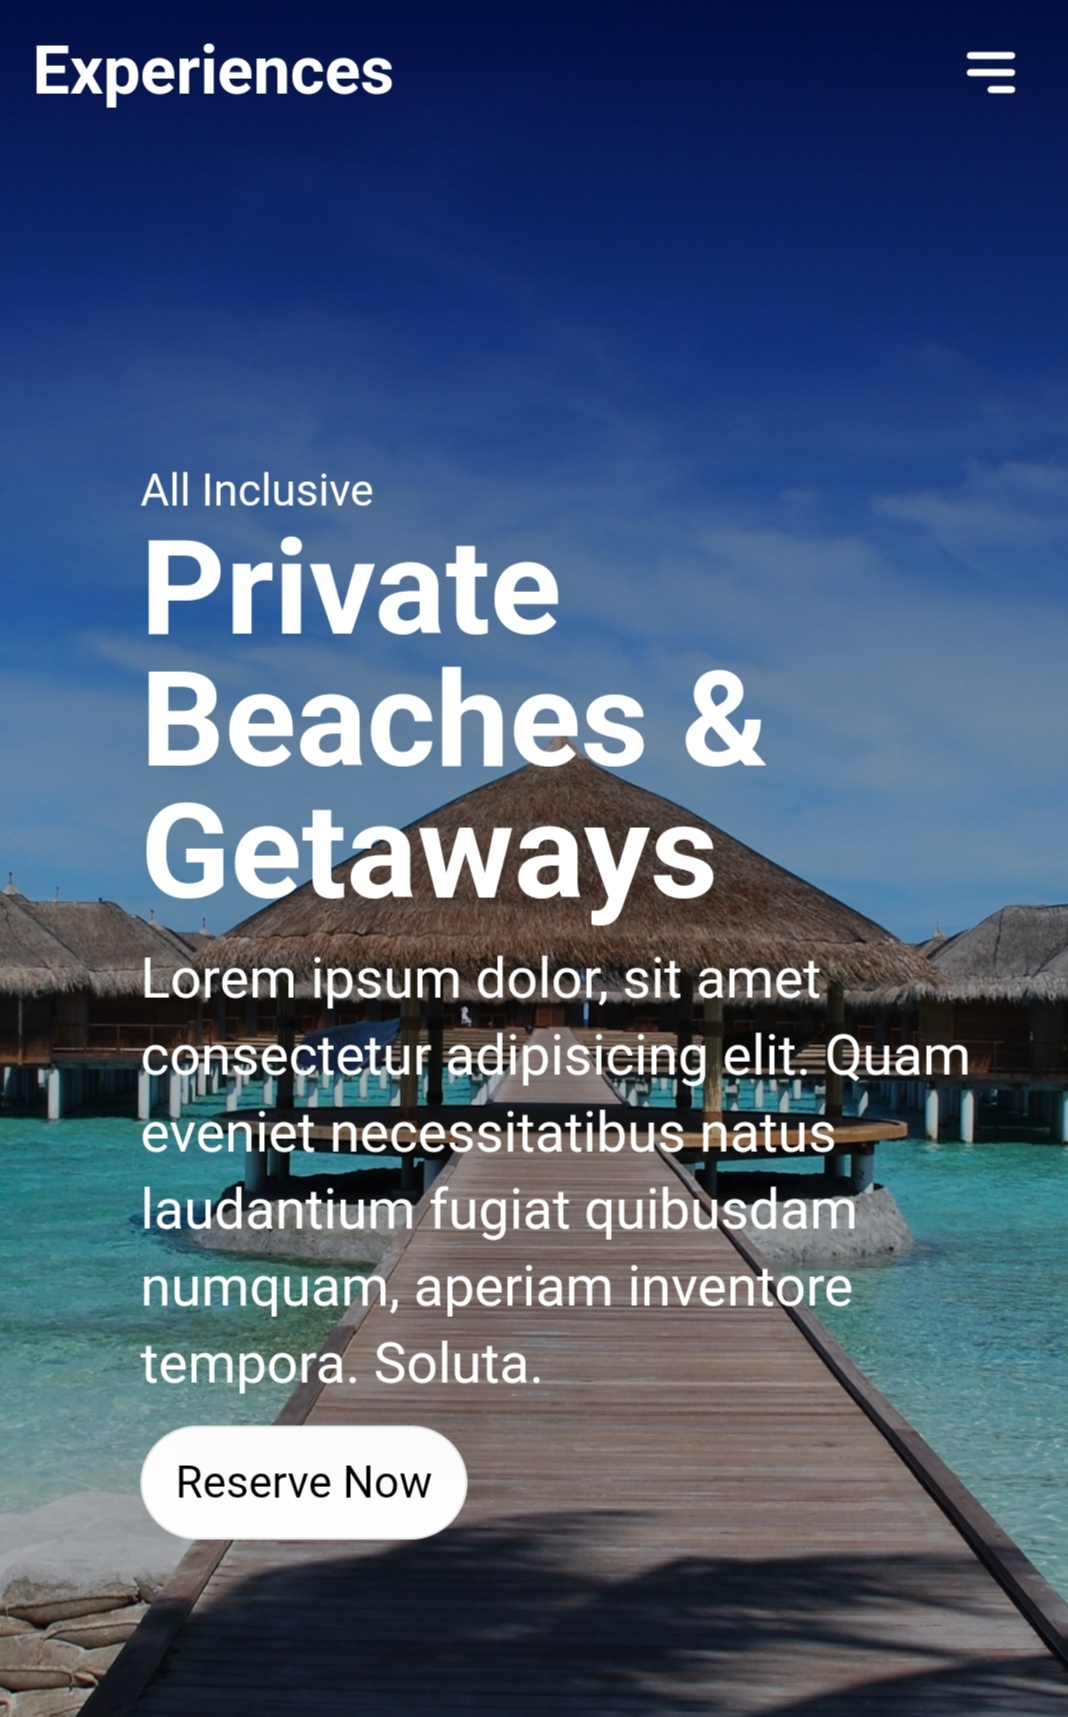 Experiences
All Inclusive
Private
Beaches &
Getaways
Lorem ipsum dolor, sit amet
consectetur adipisicing elit. Quam
eveniet necessitatibus natus
laudantium fugiat quibusdam
numquam, aperiam inventore
tempora. Soluta.
Reserve Now